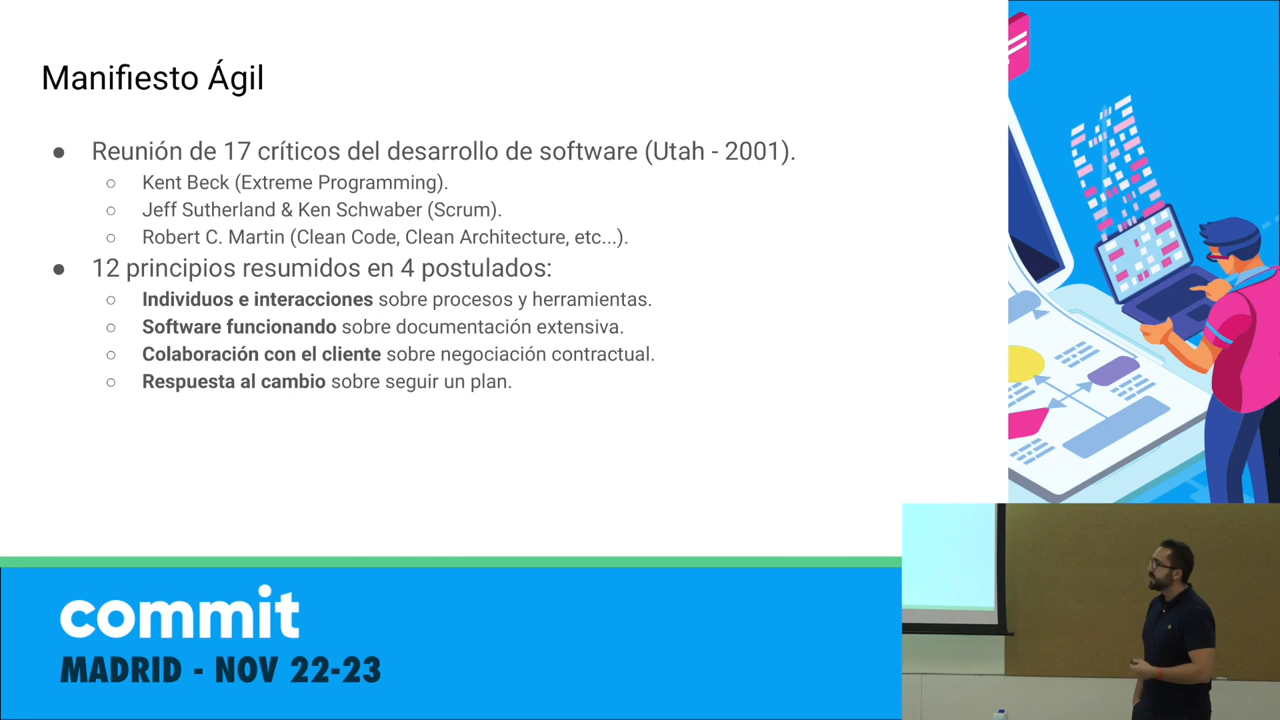 Manifiesto Ágil
● Reunión de 17 críticos del desarrollo de software (Utah - 2001).
○ Kent Beck (Extreme Programming).
○ Jeff Sutherland & Ken Schwaber (Scrum).
○ Robert C. Martin (Clean Code, Clean Architecture, etc...).
● 12 principios resumidos en 4 postulados:
○ Individuos e interacciones sobre procesos y herramientas.
○ Software funcionando sobre documentación extensiva.
○ Colaboración con el cliente sobre negociación contractual.
○ Respuesta al cambio sobre seguir un plan.
commit
MADRID - NOV 22-23